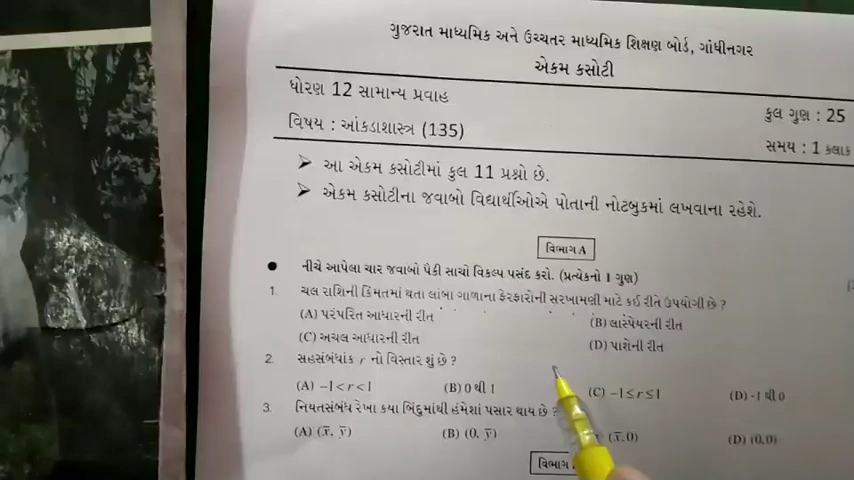 ગુજરાત માધ્યમિક અને ઉચ્ચતર માધ્યમિક શિક્ષણ બોર્ડ, ગાંધીનગર
એકમ કસોટી
ધોરણ 12 સામાન્ય પ્રવાહ
કુલ ગુણ : 25
વિષય : આંકડાશાસ્ત્ર (135)
સમય : 1 કલાક
➢ આ એકમ કસોટીમાં કુલ 11 પ્રશ્નો છે.
➢ એકમ કસોટીના જવાબો વિદ્યાર્થીઓએ પોતાની નોટબુકમાં લખવાના રહેશે.
વિભાગ A
● નીચે આપેલા ચાર જવાબો પૈકી સાચો વિકલ્પ પસંદ કરો. (પ્રત્યેકનો 1 ગુણ)
1. ચલ રાશિની કિંમતમાં થતા લાંબા ગાળાના ફેરફારોની સરખામણી માટે કઈ રીત ઉપયોગી છે ?
(A) પરંપરિત આધારની રીત (B) લાસ્પેયરની રીત
(C) અચલ આધારની રીત (D) પાશેની રીત
2. સહસંબંધાંક r નો વિસ્તાર શું છે ?
(A) −1<r<1 (B) 0 થી 1 (C) −1≤r≤1 (D) -1 થી 0
3. નિયતસંબંધ રેખા કયા બિંદુમાંથી હંમેશાં પસાર થાય છે ?
(A) (x̅, y̅) (B) (0, y̅) (x̅,0) (D) (0,0)
વિભાગ